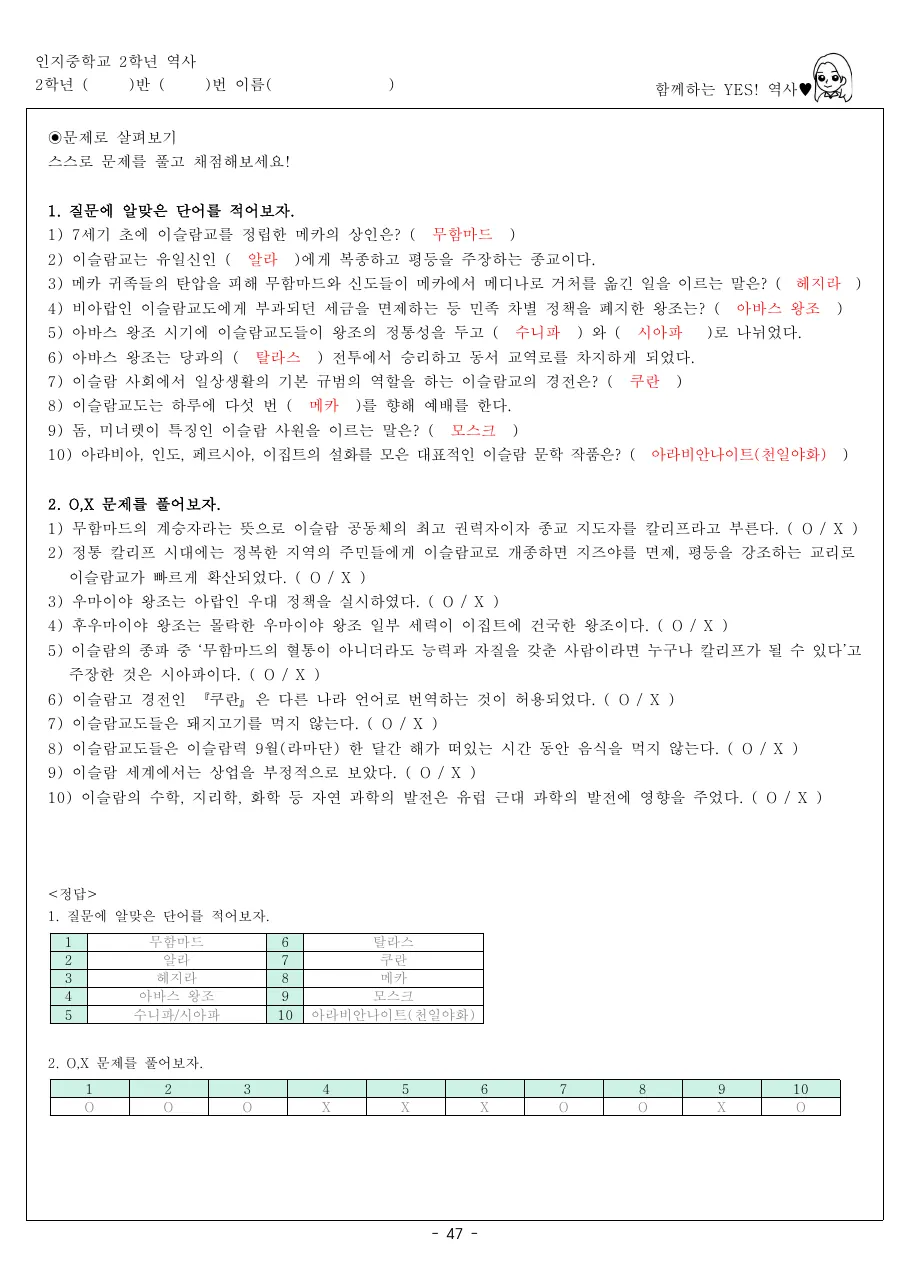 인지중학교 2학년 역사
2학년 (     )반 (     )번 이름(               )
함께하는 YES! 역사♥
◉문제로 살펴보기
스스로 문제를 풀고 채점해보세요!
1. 질문에 알맞은 단어를 적어보자.
1) 7세기 초에 이슬람교를 정립한 메카의 상인은? (  무함마드  )
2) 이슬람교는 유일신인 (  알라  )에게 복종하고 평등을 주장하는 종교이다.
3) 메카 귀족들의 탄압을 피해 무함마드와 신도들이 메카에서 메디나로 거처를 옮긴 일을 이르는 말은? (  헤지라  )
4) 비아랍인 이슬람교도에게 부과되던 세금을 면제하는 등 민족 차별 정책을 폐지한 왕조는? (  아바스 왕조  )
5) 아바스 왕조 시기에 이슬람교도들이 왕조의 정통성을 두고 (  수니파  ) 와 (  시아파   )로 나뉘었다.
6) 아바스 왕조는 당과의 (  탈라스  ) 전투에서 승리하고 동서 교역로를 차지하게 되었다.
7) 이슬람 사회에서 일상생활의 기본 규범의 역할을 하는 이슬람교의 경전은? (  쿠란  )
8) 이슬람교도는 하루에 다섯 번 (  메카  )를 향해 예배를 한다.
9) 돔, 미너렛이 특징인 이슬람 사원을 이르는 말은? (  모스크  )
10) 아라비아, 인도, 페르시아, 이집트의 설화를 모은 대표적인 이슬람 문학 작품은? (  아라비안나이트(천일야화)  )
2. O,X 문제를 풀어보자.
1) 무함마드의 계승자라는 뜻으로 이슬람 공동체의 최고 권력자이자 종교 지도자를 칼리프라고 부른다. ( O / X )
2) 정통 칼리프 시대에는 정복한 지역의 주민들에게 이슬람교로 개종하면 지즈야를 면제, 평등을 강조하는 교리로
이슬람교가 빠르게 확산되었다. ( O / X )
3) 우마이야 왕조는 아랍인 우대 정책을 실시하였다. ( O / X )
4) 후우마이야 왕조는 몰락한 우마이야 왕조 일부 세력이 이집트에 건국한 왕조이다. ( O / X )
5) 이슬람의 종파 중 ‘무함마드의 혈통이 아니더라도 능력과 자질을 갖춘 사람이라면 누구나 칼리프가 될 수 있다’고
주장한 것은 시아파이다. ( O / X )
6) 이슬람고 경전인 『쿠란』은 다른 나라 언어로 번역하는 것이 허용되었다. ( O / X )
7) 이슬람교도들은 돼지고기를 먹지 않는다. ( O / X )
8) 이슬람교도들은 이슬람력 9월(라마단) 한 달간 해가 떠있는 시간 동안 음식을 먹지 않는다. ( O / X )
9) 이슬람 세계에서는 상업을 부정적으로 보았다. ( O / X )
10) 이슬람의 수학, 지리학, 화학 등 자연 과학의 발전은 유럽 근대 과학의 발전에 영향을 주었다. ( O / X )
<정답>
1. 질문에 알맞은 단어를 적어보자.
1 무함마드 6 탈라스
2 알라 7 쿠란
3 헤지라 8 메카
4 아바스 왕조 9 모스크
5 수니파/시아파 10 아라비안나이트(천일야화)
2. O,X 문제를 풀어보자.
1 2 3 4 5 6 7 8 9 10
O O O X X X O O X O
- 47 -